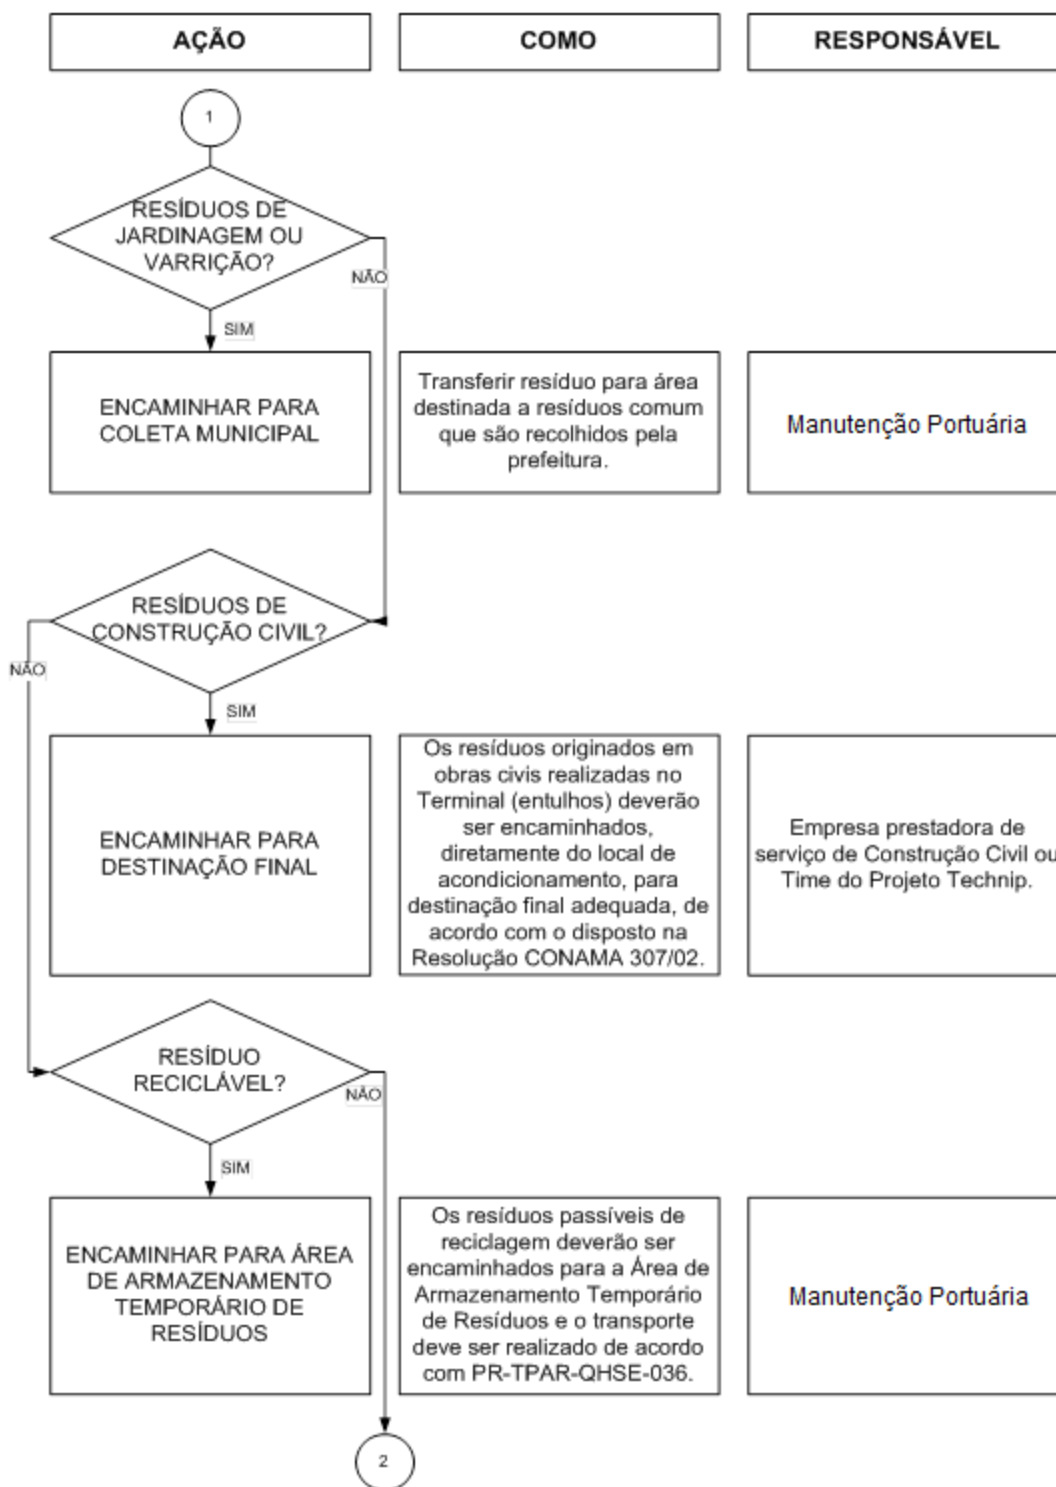 AÇÃO
COMO
RESPONSÁVEL
1
RESÍDUOS DE
JARDINAGEM OU
VARRIÇÃO?
NÃO
SIM
ENCAMINHAR PARA
COLETA MUNICIPAL
Transferir resíduo para área
destinada a resíduos comum
que são recolhidos pela
prefeitura.
Manutenção Portuária
RESÍDUOS DE
CONSTRUÇÃO CIVIL?
NÃO
SIM
ENCAMINHAR PARA
DESTINAÇÃO FINAL
Os resíduos originados em
obras civis realizadas no
Terminal (entulhos) deverão
ser encaminhados,
diretamente do local de
acondicionamento, para
destinação final adequada, de
acordo com o disposto na
Resolução CONAMA 307/02.
Empresa prestadora de
serviço de Construção Civil ou
Time do Projeto Technip.
RESÍDUO
RECICLÁVEL?
NÃO
SIM
ENCAMINHAR PARA ÁREA
DE ARMAZENAMENTO
TEMPORÁRIO DE
RESÍDUOS
Os resíduos passíveis de
reciclagem deverão ser
encaminhados para a Área de
Armazenamento Temporário
de Resíduos e o transporte
deve ser realizado de acordo
com PR-TPAR-QHSE-036.
Manutenção Portuária
2